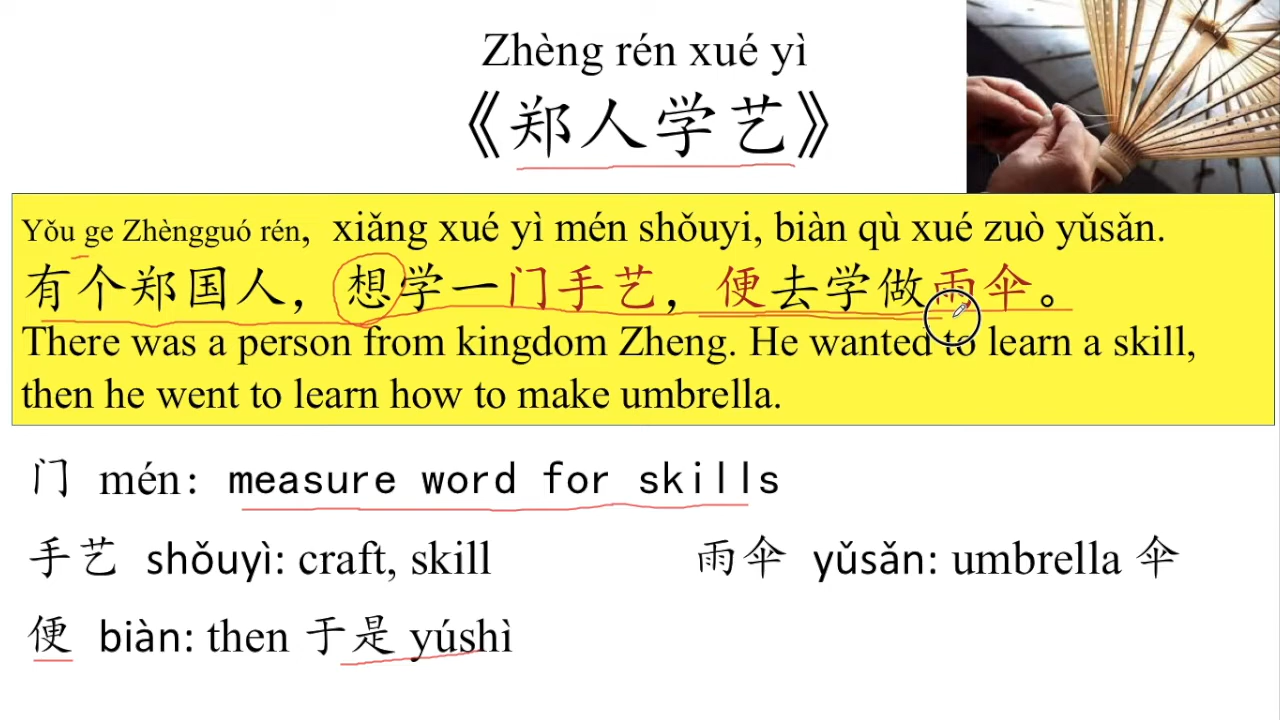 Zhèng rén xué yì
《郑人学艺》
Yǒu ge Zhèngguó rén, xiǎng xué yì mén shǒuyi, biàn qù xué zuò yǔsǎn.
有个郑国人，想学一门手艺，便去学做雨伞。
There was a person from kingdom Zheng. He wanted to learn a skill,
then he went to learn how to make umbrella.
门 mén: measure word for skills
手艺 shǒuyì: craft, skill
雨伞 yǔsǎn: umbrella 伞
便 biàn: then 于是 yúshì